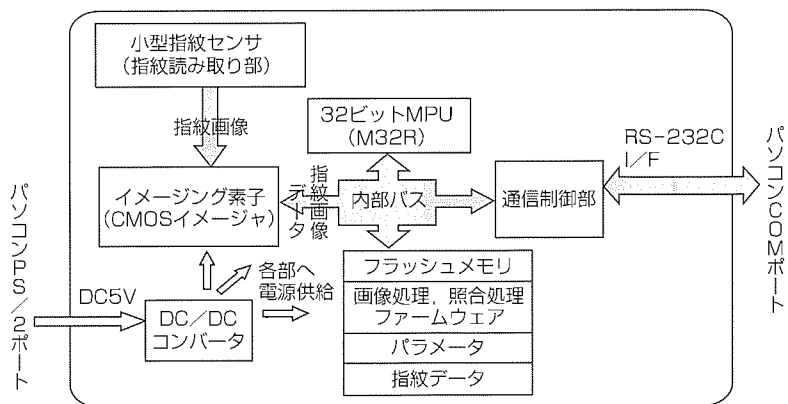 小型指紋センサ
（指紋読み取り部）
指紋画像
32ビットMPU
（M32R）
RS-232C
I/F
パソコンCOMポート
イメージング素子
（CMOSイメージャ）
指紋画像
データ
内部バス
通信制御部
パソコンPS／2ポート
DC5V
各部へ
電源供給
DC／DC
コンバータ
フラッシュメモリ
画像処理，照合処理
ファームウェア
パラメータ
指紋データ